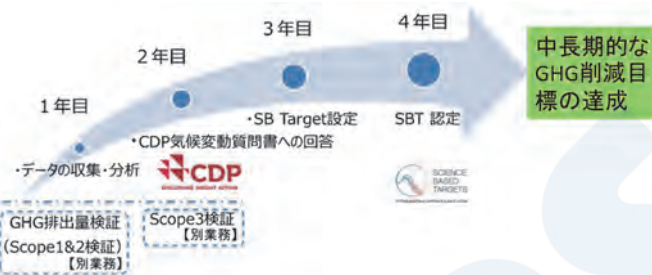 1年目
2年目
3年目
4年目
・データの収集・分析
・CDP気候変動質問書への回答
・SB Target設定
SBT 認定
中長期的な
GHG削減目
標の達成
CDP
DISCLOSURE INSIGHT ACTION
SCIENCE
BASED
TARGETS
GHG排出量検証
(Scope1&2検証)
【別業務】
Scope3検証
【別業務】